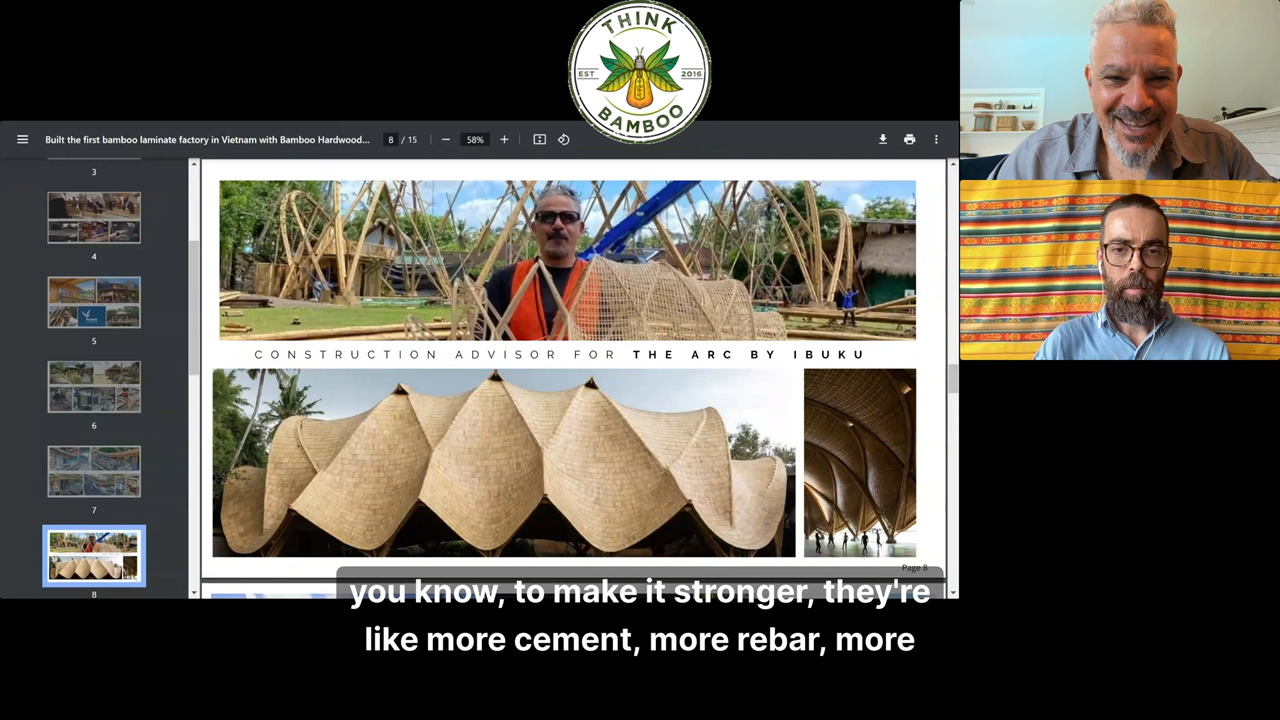 THINK
EST
2016
BAMBOO
Built the first bamboo laminate factory in Vietnam with Bamboo Hardwood...
8 / 15
58%
3
4
5
6
7
8
CONSTRUCTION ADVISOR FOR THE ARC BY IBUKU
Page 8
you know, to make it stronger, they're
like more cement, more rebar, more